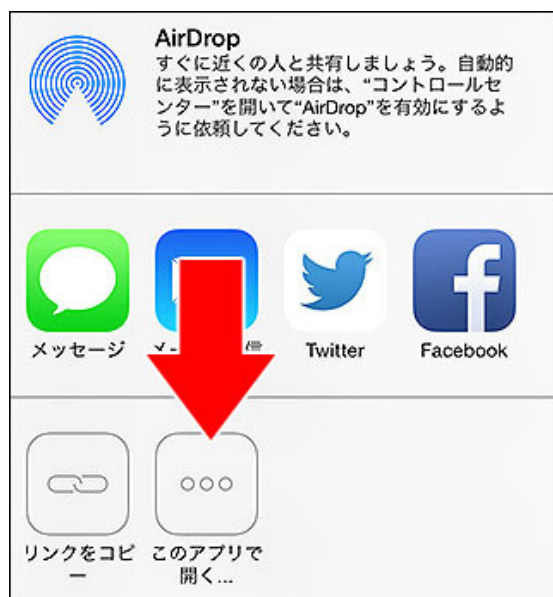 AirDrop
すぐに近くの人と共有しましょう。自動的
に表示されない場合は、“コントロールセ
ンター”を開いて“AirDrop”を有効にするよ
うに依頼してください。
メッセージ
Twitter
Facebook
リンクをコピ
ー
このアプリで
開く...